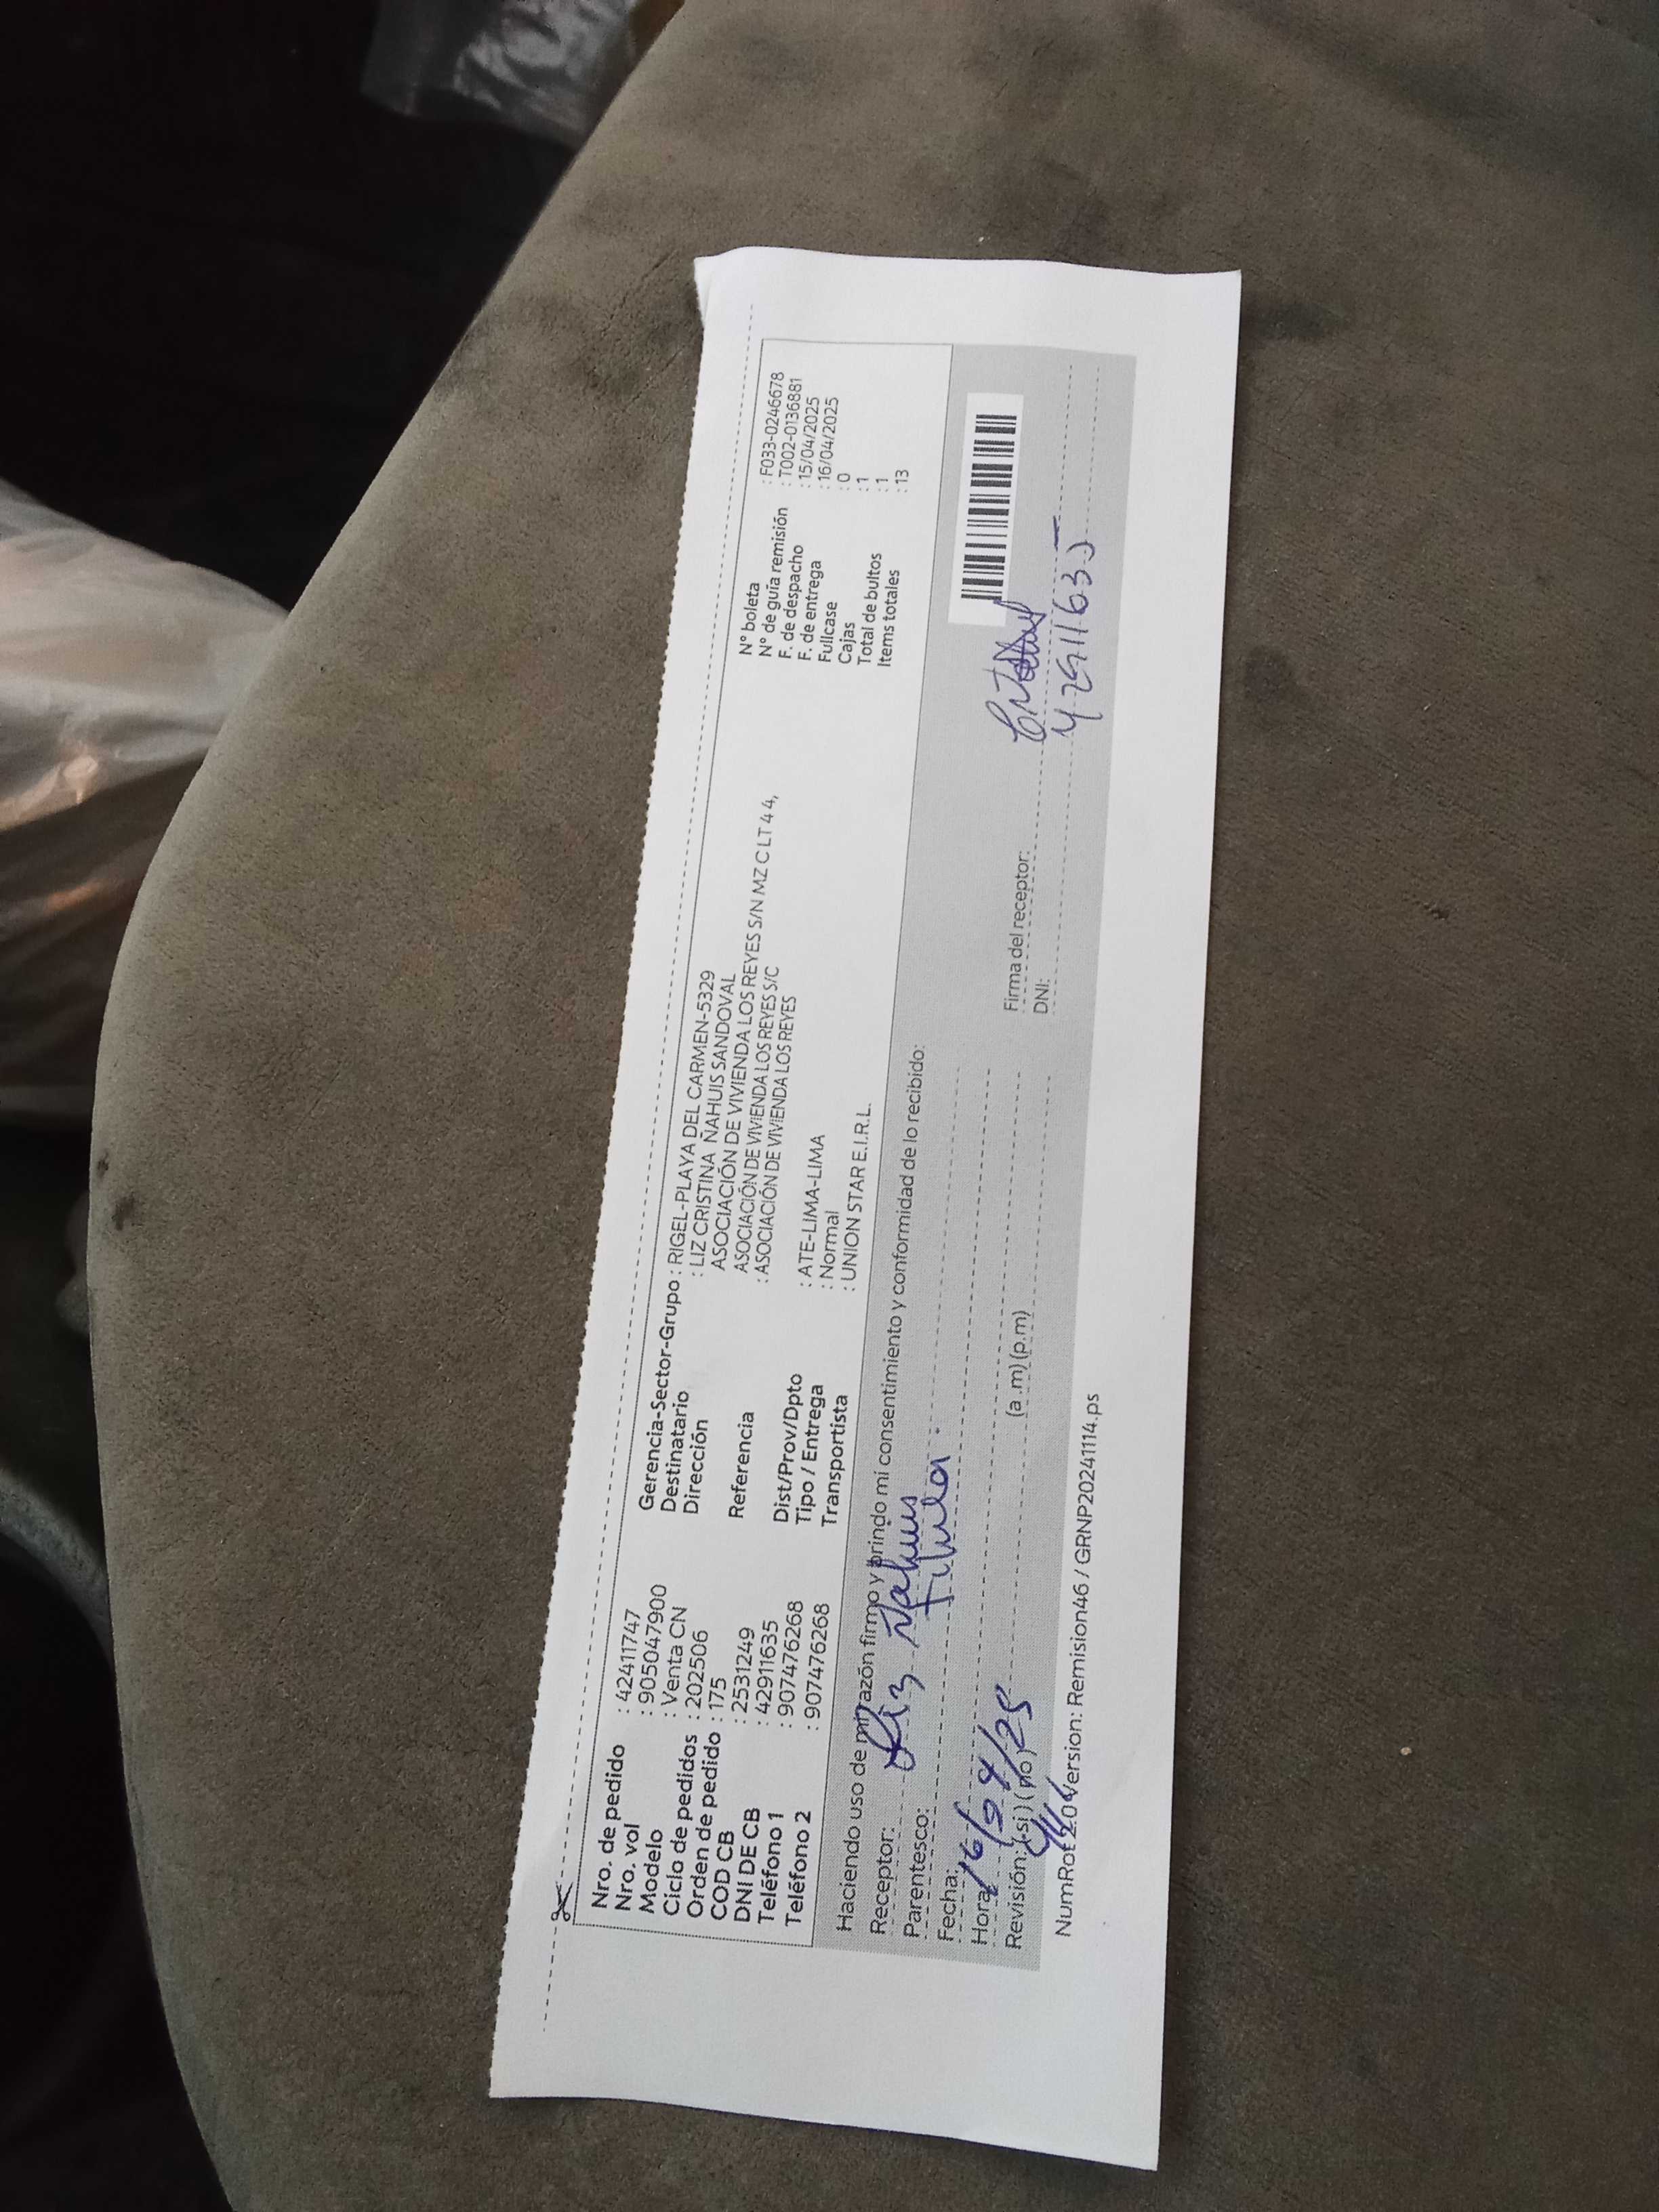 Nro. de pedido : 42411747
Nro. vol : 905047900
Modelo : Venta CN
Ciclo de pedidos : 202506
Orden de pedido : 175
COD CB : 2531249
DNI DE CB : 42911635
Teléfono 1 : 907476268
Teléfono 2 : 907476268
Gerencia-Sector-Grupo : RIGEL-PLAYA DEL CARMEN-5329
Destinatario : LIZ CRISTINA ÑAHUIS SANDOVAL
Dirección ASOCIACIÓN DE VIVIENDA LOS REYES S/N MZ C LT 4 4,
ASOCIACIÓN DE VIVIENDA LOS REYES S/C
Referencia : ASOCIACIÓN DE VIVIENDA LOS REYES
Dist/Prov/Dpto : ATE-LIMA-LIMA
Tipo / Entrega : Normal
Transportista : UNION STAR E.I.R.L.
N° boleta : F033-0246678
N° de guía remisión : T002-0136881
F. de despacho : 15/04/2025
F. de entrega : 16/04/2025
Fullcase : 0
Cajas : 1
Total de bultos : 1
Items totales : 13
Haciendo uso de mi razón firmo y brindo mi consentimiento y conformidad de lo recibido:
Receptor: Liz Ñahuis
Parentesco: Titula
Fecha: 16/04/25
Hora: (a.m) (p.m)
Revisión: (si) (no)
Firma del receptor:
DNI: 42911635
NumRot 2.0 Version: Remision46 / GRNP20241114.ps